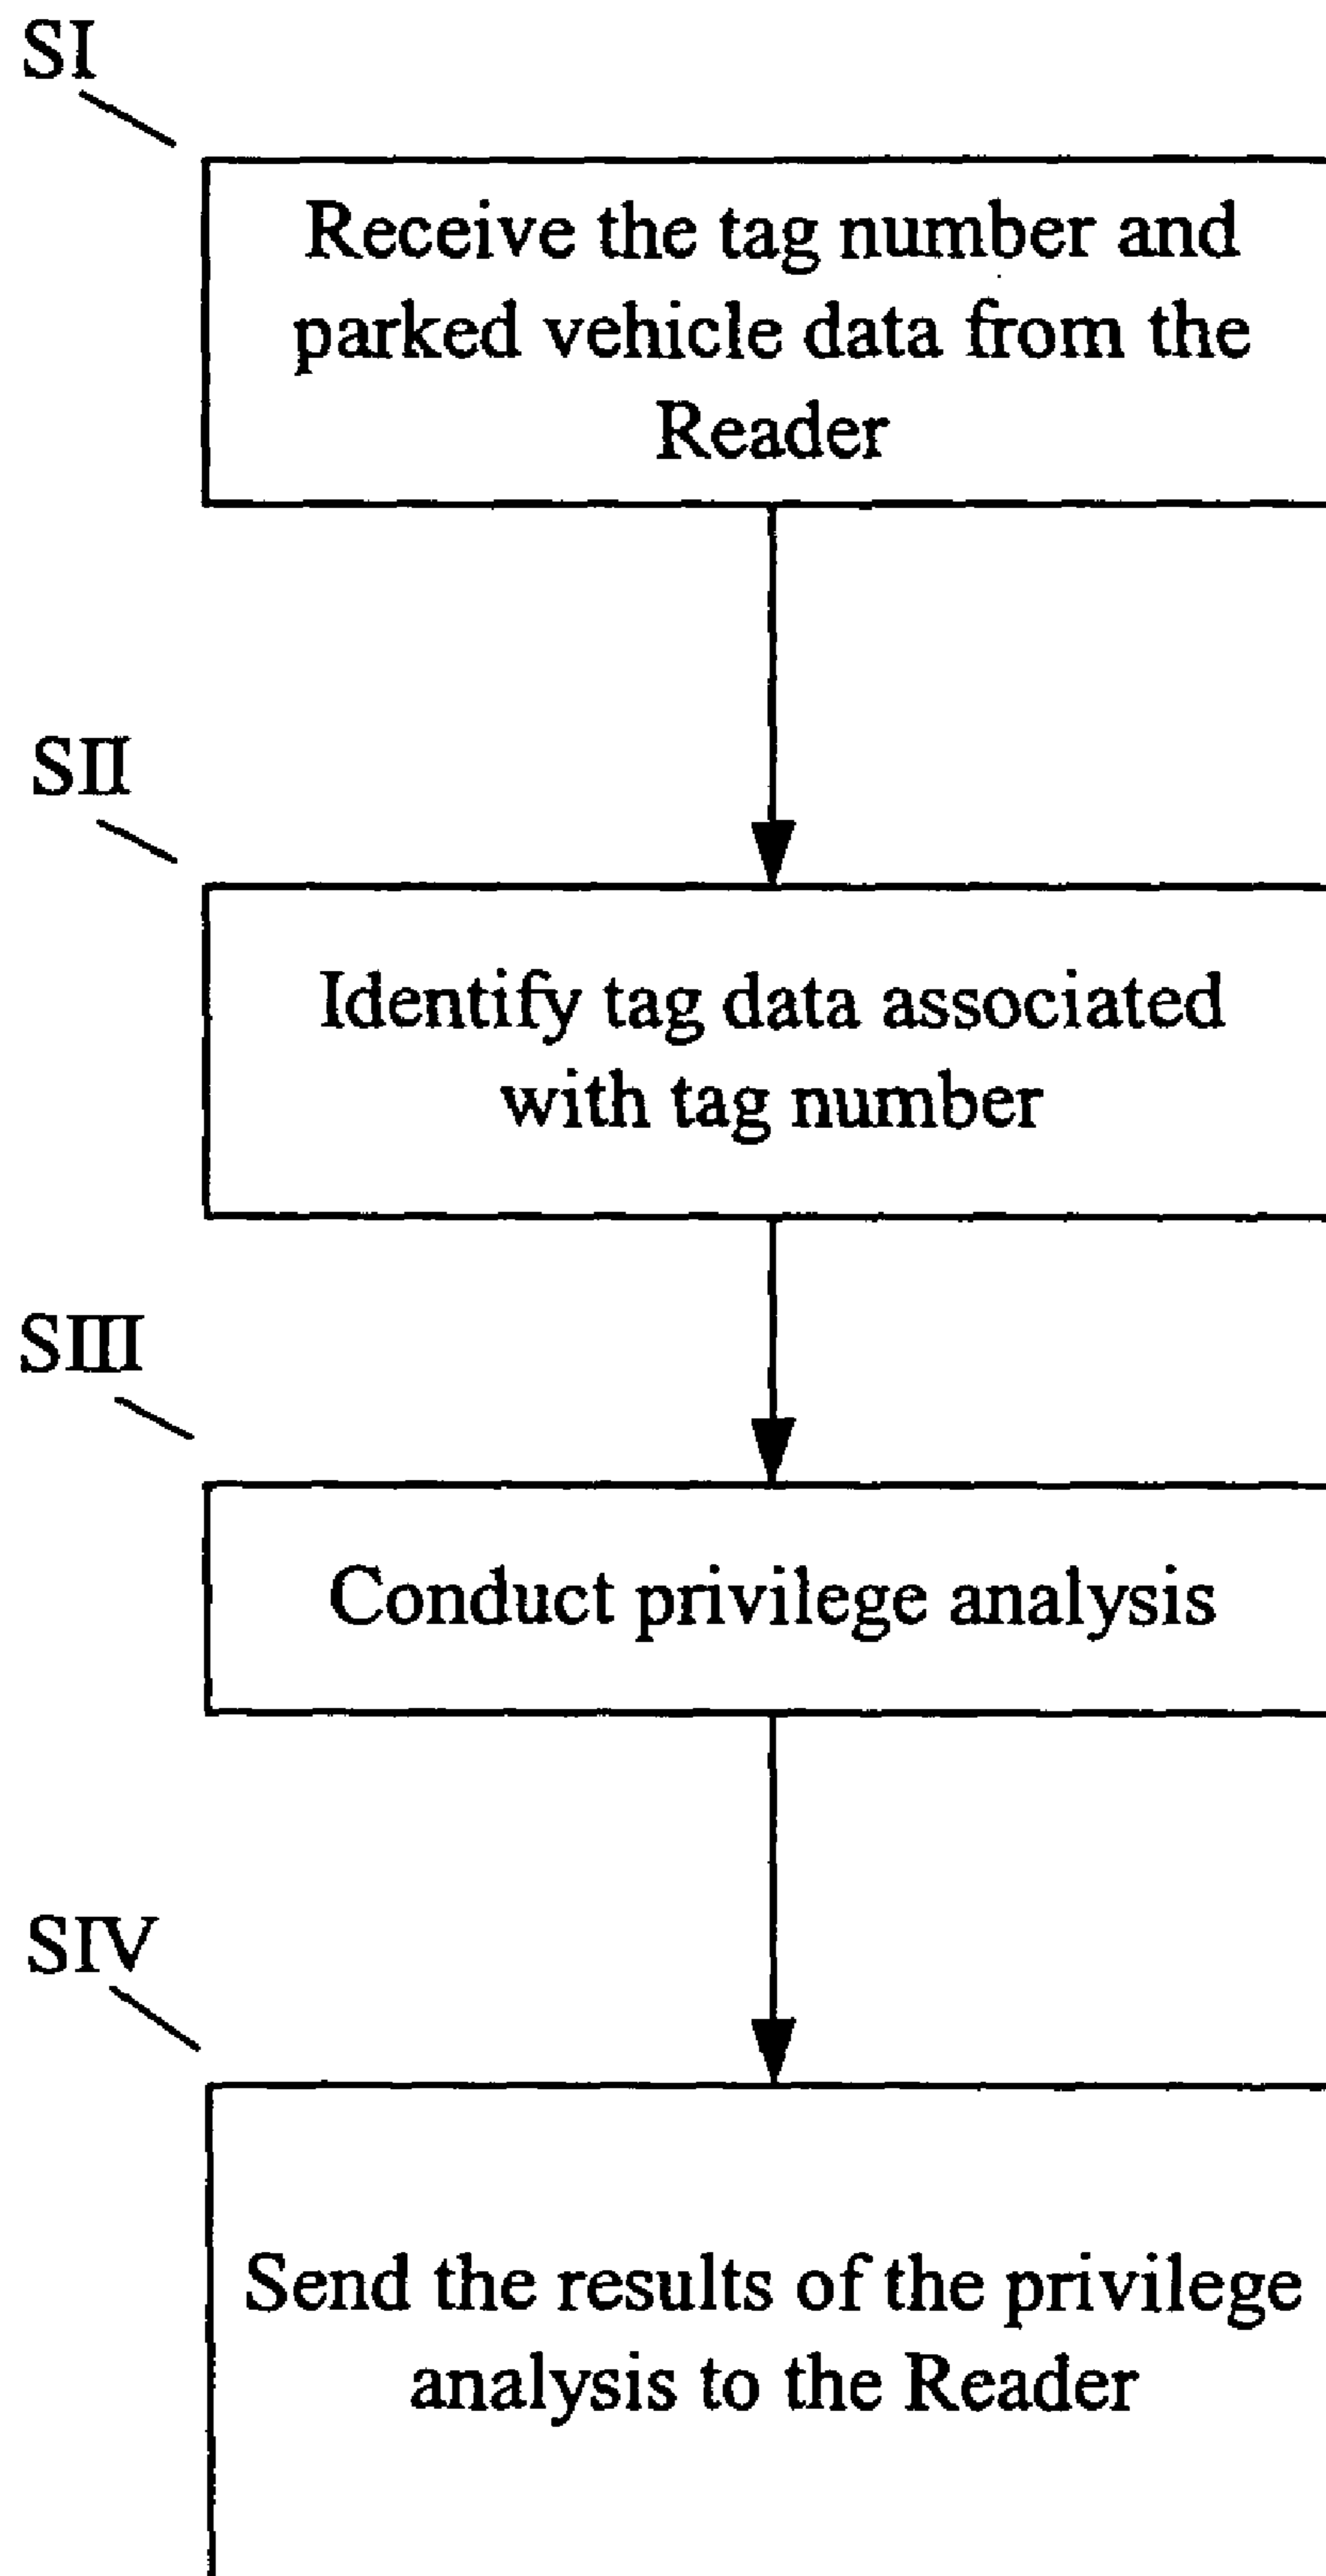 SI
Receive the tag number and
parked vehicle data from the
Reader
SII
Identify tag data associated
with tag number
SIII
Conduct privilege analysis
SIV
Send the results of the privilege
analysis to the Reader